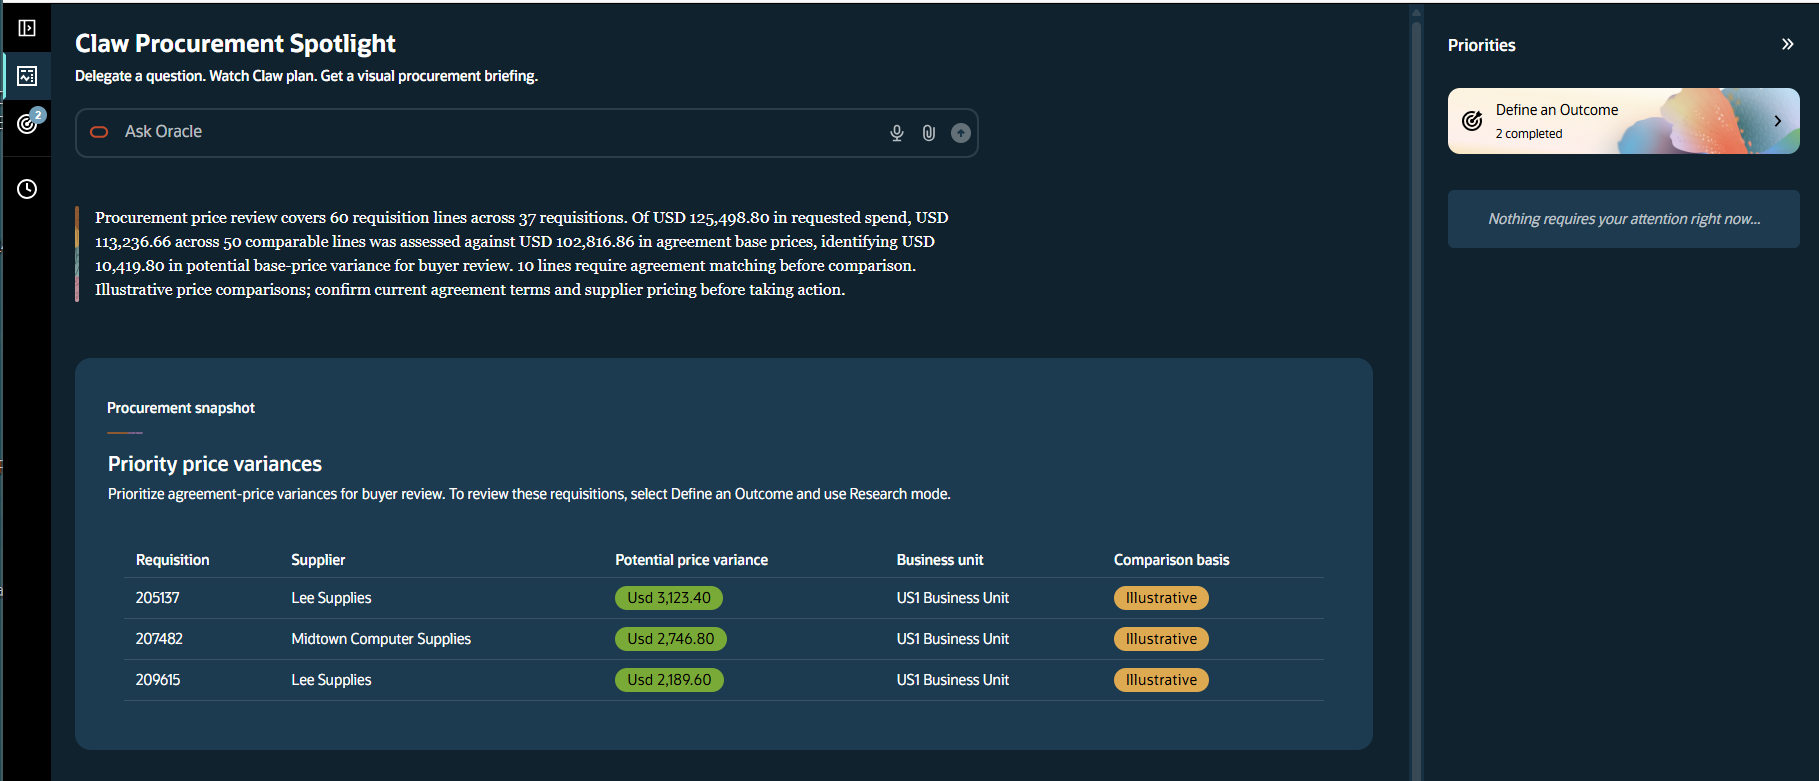 Claw Procurement Spotlight
Delegate a question. Watch Claw plan. Get a visual procurement briefing.
Ask Oracle
2
Procurement price review covers 60 requisition lines across 37 requisitions. Of USD 125,498.80 in requested spend, USD
113,236.66 across 50 comparable lines was assessed against USD 102,816.86 in agreement base prices, identifying USD
10,419.80 in potential base-price variance for buyer review. 10 lines require agreement matching before comparison.
Illustrative price comparisons; confirm current agreement terms and supplier pricing before taking action.
Procurement snapshot
Priority price variances
Prioritize agreement-price variances for buyer review. To review these requisitions, select Define an Outcome and use Research mode.
Requisition Supplier Potential price variance Business unit Comparison basis
205137 Lee Supplies Usd 3,123.40 US1 Business Unit Illustrative
207482 Midtown Computer Supplies Usd 2,746.80 US1 Business Unit Illustrative
209615 Lee Supplies Usd 2,189.60 US1 Business Unit Illustrative
Priorities
Define an Outcome
2 completed
Nothing requires your attention right now...